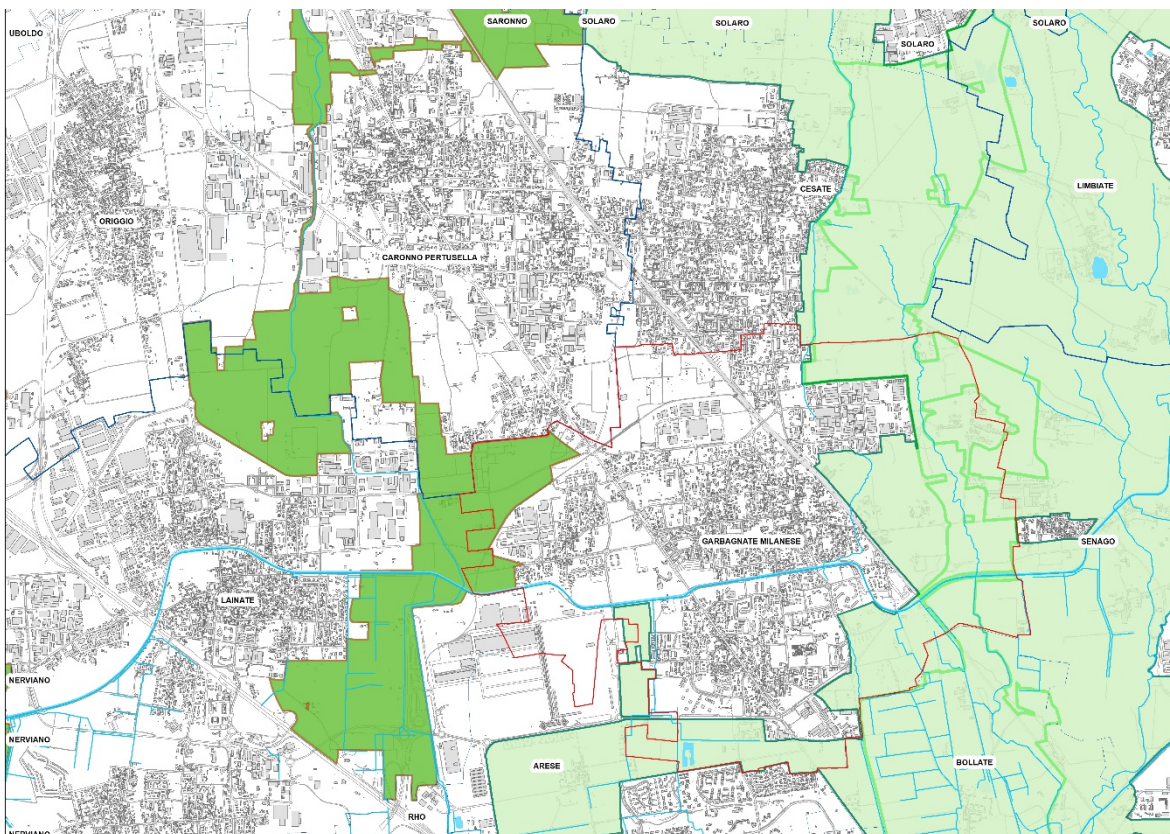 SARONNO
SOLARO
SOLARO
SOLARO
UBOLDO
SOLARO
LIMBIATE
CESATE
ORIGGIO
CARONNO PERTUSELLA
GARBAGNATE MILANESE
SENAGO
LAINATE
NERVIANO
NERVIANO
BOLLATE
ARESE
RHO
NERVIANO